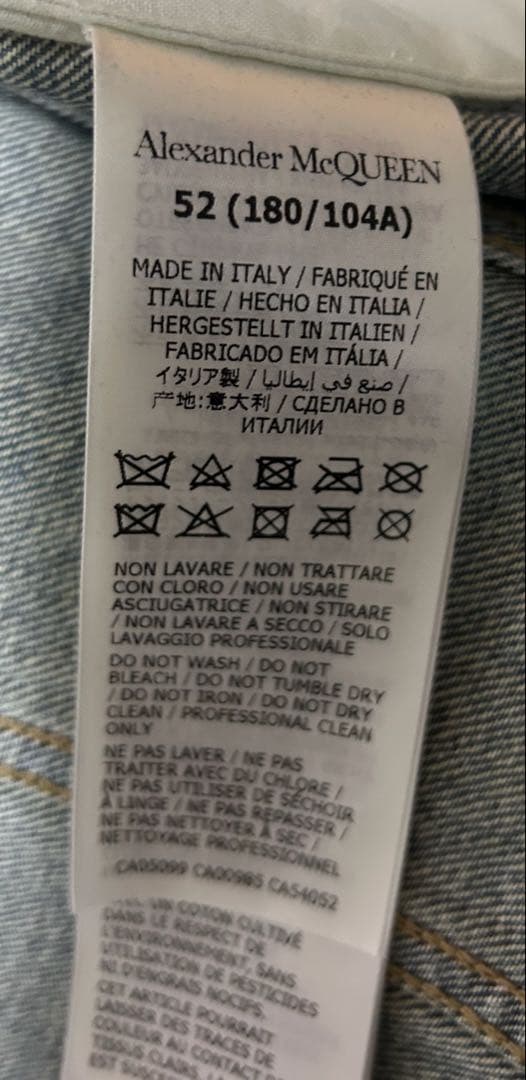 Alexander McQUEEN
52 (180/104A)
MADE IN ITALY / FABRIQUÉ EN
ITALIE / HECHO EN ITALIA /
HERGESTELLT IN ITALIEN /
FABRICADO EM ITÁLIA /
イタリア製 / صنع في إيطاليا /
产地:意大利 / СДЕЛАНО В
ИТАЛИИ
NON LAVARE / NON TRATTARE
CON CLORO / NON USARE
ASCIUGATRICE / NON STIRARE
/ NON LAVARE A SECCO / SOLO
LAVAGGIO PROFESSIONALE
DO NOT WASH / DO NOT
BLEACH / DO NOT TUMBLE DRY
/ DO NOT IRON / DO NOT DRY
CLEAN / PROFESSIONAL CLEAN
ONLY
NE PAS LAVER / NE PAS
TRAITER AVEC DU CHLORE /
NE PAS UTILISER DE SÉCHOIR
À LINGE / NE PAS REPASSER /
NE PAS NETTOYER À SEC /
NETTOYAGE PROFESSIONNEL
CA05099 CA00985 CA54052
UN COTON CULTIVÉ
DANS LE RESPECT DE
L'ENVIRONNEMENT, SANS
UTILISATION DE PESTICIDES
NI D'ENGRAIS NOCIFS.
CET ARTICLE POURRAIT
LAISSER DES TRACES DE
COULEUR AU CONTACT DE
TISSUS CLAIRS.
EST